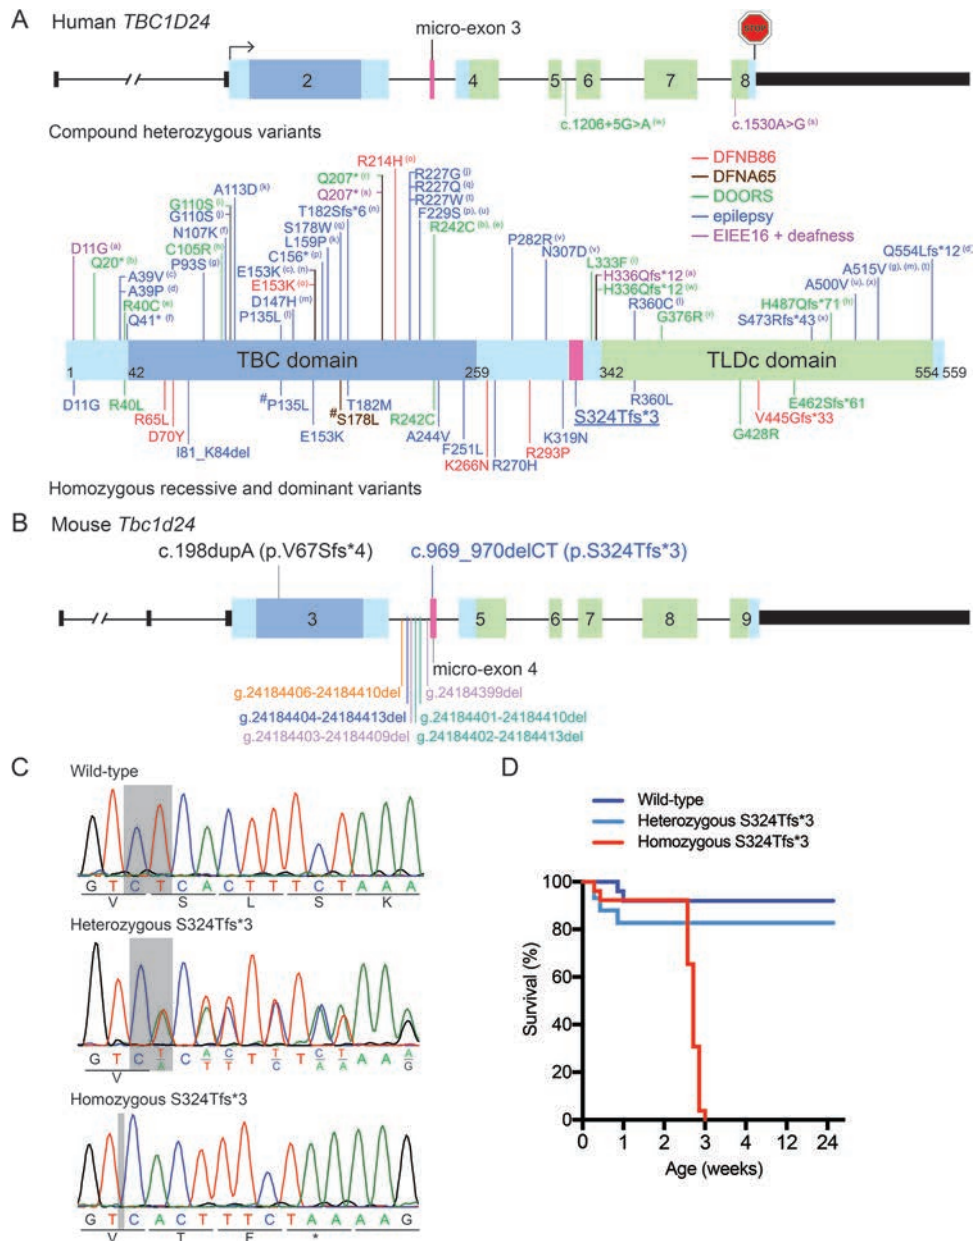 A Human TBC1D24
micro-exon 3
STOP
2 4 5 6 7 8
c.1206+5G>A (w)
c.1530A>G (s)
Compound heterozygous variants
DFNB86
DFNA65
DOORS
epilepsy
EIEE16 + deafness
R214H (o)
Q207* (i)
Q207* (s)
T182Sfs*6 (n)
S178W (q)
L159P (k)
C156* (p)
E153K (c), (n)
E153K (o)
D147H (m)
P135L (l)
A113D (k)
G110S (i)
G110S (j)
N107K (f)
C105R (h)
P93S (g)
D11G (a)
Q20* (b)
A39V (c)
A39P (d)
R40C (e)
Q41* (f)
R227G (j)
R227Q (q)
R227W (f)
F229S (p), (u)
R242C (b), (e)
P282R (v)
N307D (v)
L333F (i)
H336Qfs*12 (a)
H336Qfs*12 (w)
R360C (l)
G376R (r)
Q554Lfs*12 (d)
A515V (g), (m), (t)
A500V (u), (x)
H487Qfs*71 (h)
S473Rfs*43 (x)
TBC domain
TLDc domain
1 42 259 342 554 559
D11G
R40L
R65L
D70Y
I81_K84del
#P135L
E153K
#S178L
T182M
R242C
A244V
F251L
K266N
R270H
R293P
K319N
S324Tfs*3
R360L
G428R
V445Gfs*33
E462Sfs*61
Homozygous recessive and dominant variants
B Mouse Tbc1d24
c.198dupA (p.V67Sfs*4)
c.969_970delCT (p.S324Tfs*3)
3 5 6 7 8 9
micro-exon 4
g.24184406-24184410del
g.24184399del
g.24184404-24184413del
g.24184401-24184410del
g.24184403-24184409del
g.24184402-24184413del
C
Wild-type
G T C T C A C T T T C T A A A
V S L S K
Heterozygous S324Tfs*3
G T C T/A C A/T C/T T T/C T C/A T/A A A A/G
V
Homozygous S324Tfs*3
G T C A C T T T C T A A A A G
V T F *
D
Wild-type
Heterozygous S324Tfs*3
Homozygous S324Tfs*3
Survival (%)
100
80
60
40
20
0
0 1 2 3 4 12 24
Age (weeks)